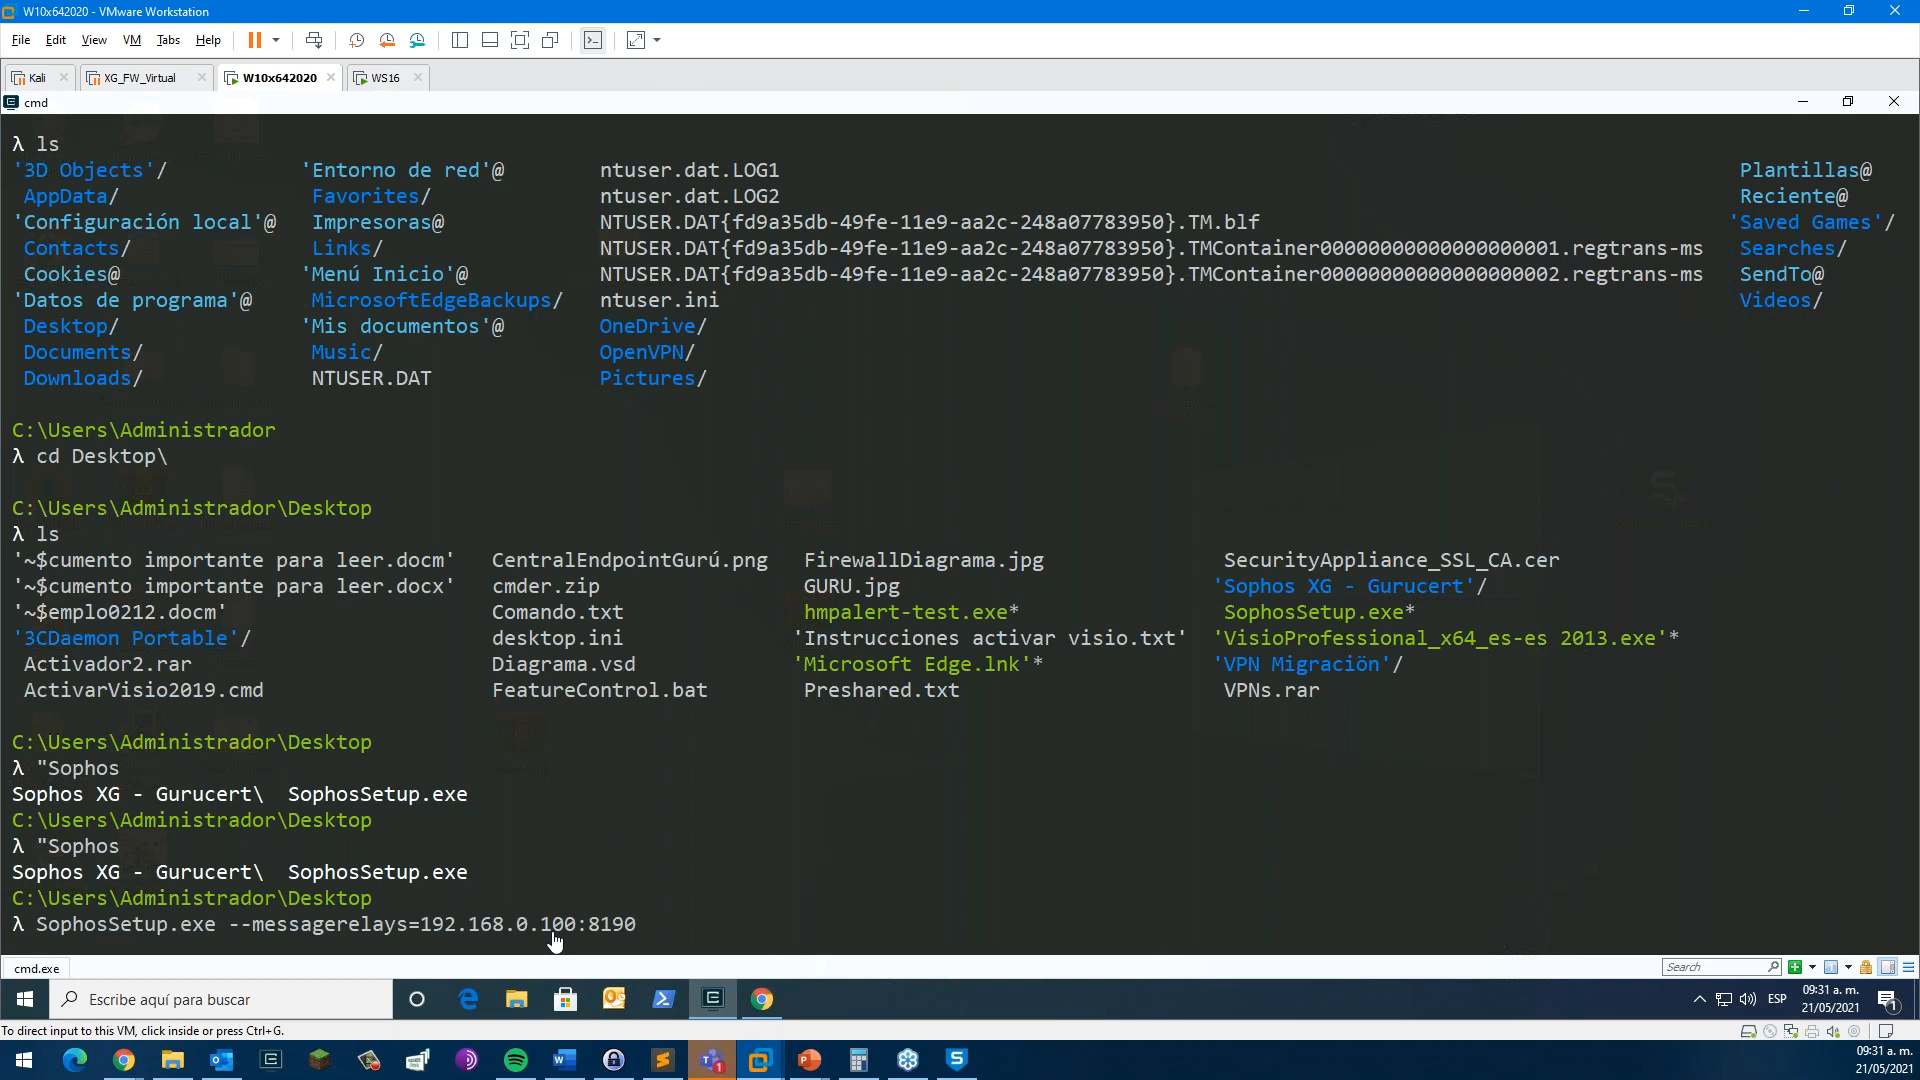 W10x642020 - VMware Workstation
File Edit View VM Tabs Help
Kali XG_FW_Virtual W10x642020 WS16
cmd
λ ls
'3D Objects'/ 'Entorno de red'@ ntuser.dat.LOG1 Plantillas@
AppData/ Favorites/ ntuser.dat.LOG2 Reciente@
'Configuración local'@ Impresoras@ NTUSER.DAT{fd9a35db-49fe-11e9-aa2c-248a07783950}.TM.blf 'Saved Games'/
Contacts/ Links/ NTUSER.DAT{fd9a35db-49fe-11e9-aa2c-248a07783950}.TMContainer00000000000000000001.regtrans-ms Searches/
Cookies@ 'Menú Inicio'@ NTUSER.DAT{fd9a35db-49fe-11e9-aa2c-248a07783950}.TMContainer00000000000000000002.regtrans-ms SendTo@
'Datos de programa'@ MicrosoftEdgeBackups/ ntuser.ini Videos/
Desktop/ 'Mis documentos'@ OneDrive/
Documents/ Music/ OpenVPN/
Downloads/ NTUSER.DAT Pictures/
C:\Users\Administrador
λ cd Desktop\
C:\Users\Administrador\Desktop
λ ls
'~$cumento importante para leer.docm' CentralEndpointGurú.png FirewallDiagrama.jpg SecurityAppliance_SSL_CA.cer
'~$cumento importante para leer.docx' cmder.zip GURU.jpg 'Sophos XG - Gurucert'/
'~$emplo0212.docm' Comando.txt hmpalert-test.exe* SophosSetup.exe*
'3CDaemon Portable'/ desktop.ini 'Instrucciones activar visio.txt' 'VisioProfessional_x64_es-es 2013.exe'*
Activador2.rar Diagrama.vsd 'Microsoft Edge.lnk'* 'VPN Migraciön'/
ActivarVisio2019.cmd FeatureControl.bat Preshared.txt VPNs.rar
C:\Users\Administrador\Desktop
λ "Sophos
Sophos XG - Gurucert\ SophosSetup.exe
C:\Users\Administrador\Desktop
λ "Sophos
Sophos XG - Gurucert\ SophosSetup.exe
C:\Users\Administrador\Desktop
λ SophosSetup.exe --messagerelays=192.168.0.100:8190
cmd.exe Search
Escribe aquí para buscar ESP 09:31 a. m.
21/05/2021 1
To direct input to this VM, click inside or press Ctrl+G.
09:31 a. m.
21/05/2021